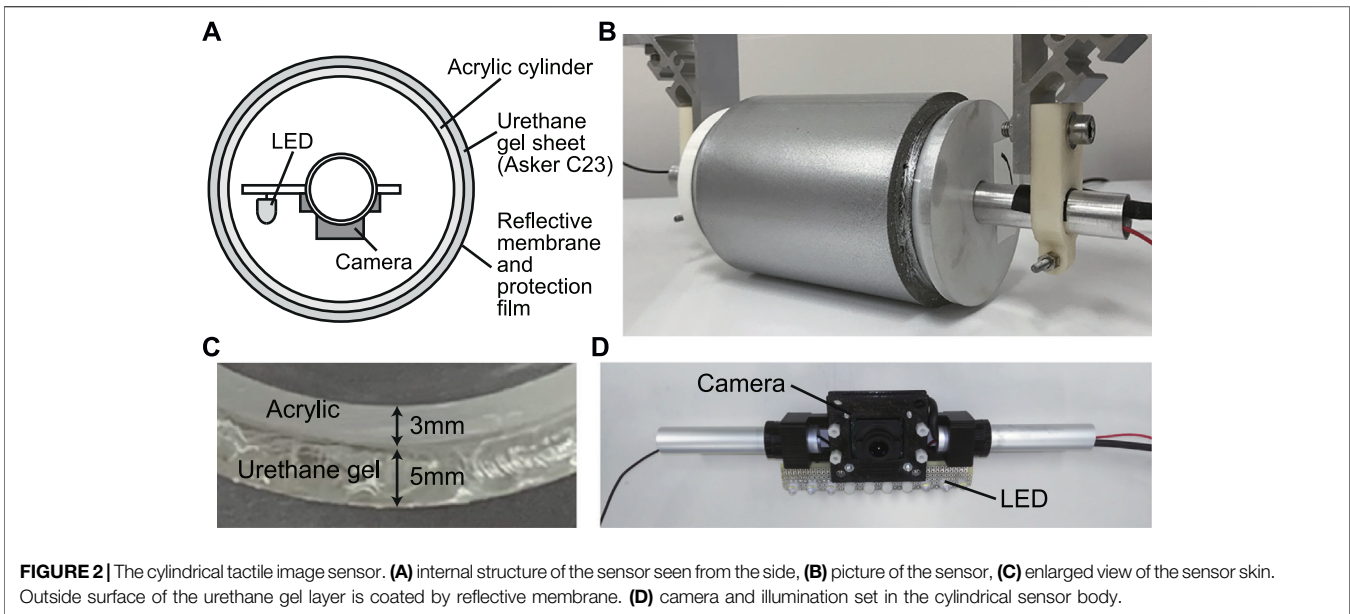 A
Acrylic cylinder
Urethane
gel sheet
(Asker C23)
LED
Reflective
membrane
and
protection
film
Camera
B
C
Acrylic
3mm
Urethane gel
5mm
D
Camera
LED
FIGURE 2 | The cylindrical tactile image sensor. (A) internal structure of the sensor seen from the side, (B) picture of the sensor, (C) enlarged view of the sensor skin.
Outside surface of the urethane gel layer is coated by reflective membrane. (D) camera and illumination set in the cylindrical sensor body.